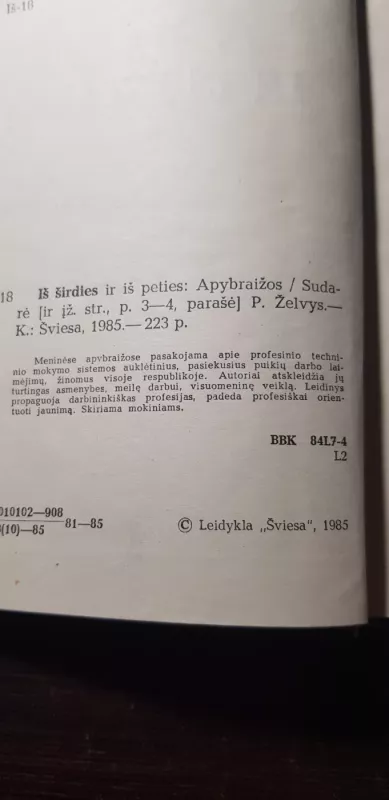 Iš-18
18 Iš širdies ir iš peties: Apybraižos / Suda-
rė [ir įž. str., p. 3—4, parašė] P. Želvys.—
K.: Šviesa, 1985.— 223 p.
Meninėse apybraižose pasakojama apie profesinio techni-
nio mokymo sistemos auklėtinius, pasiekusius puikių darbo lai-
mėjimų, žinomus visoje respublikoje. Autoriai atskleidžia jų
turtingas asmenybes, meilę darbui, visuomeninę veiklą. Leidinys
propaguoja darbininkiškas profesijas, padeda profesiškai orien-
tuoti jaunimą. Skiriama mokiniams.
BBK 84L7-4
L2
010102—908
(10)—85
81—85
© Leidykla „Šviesa“, 1985